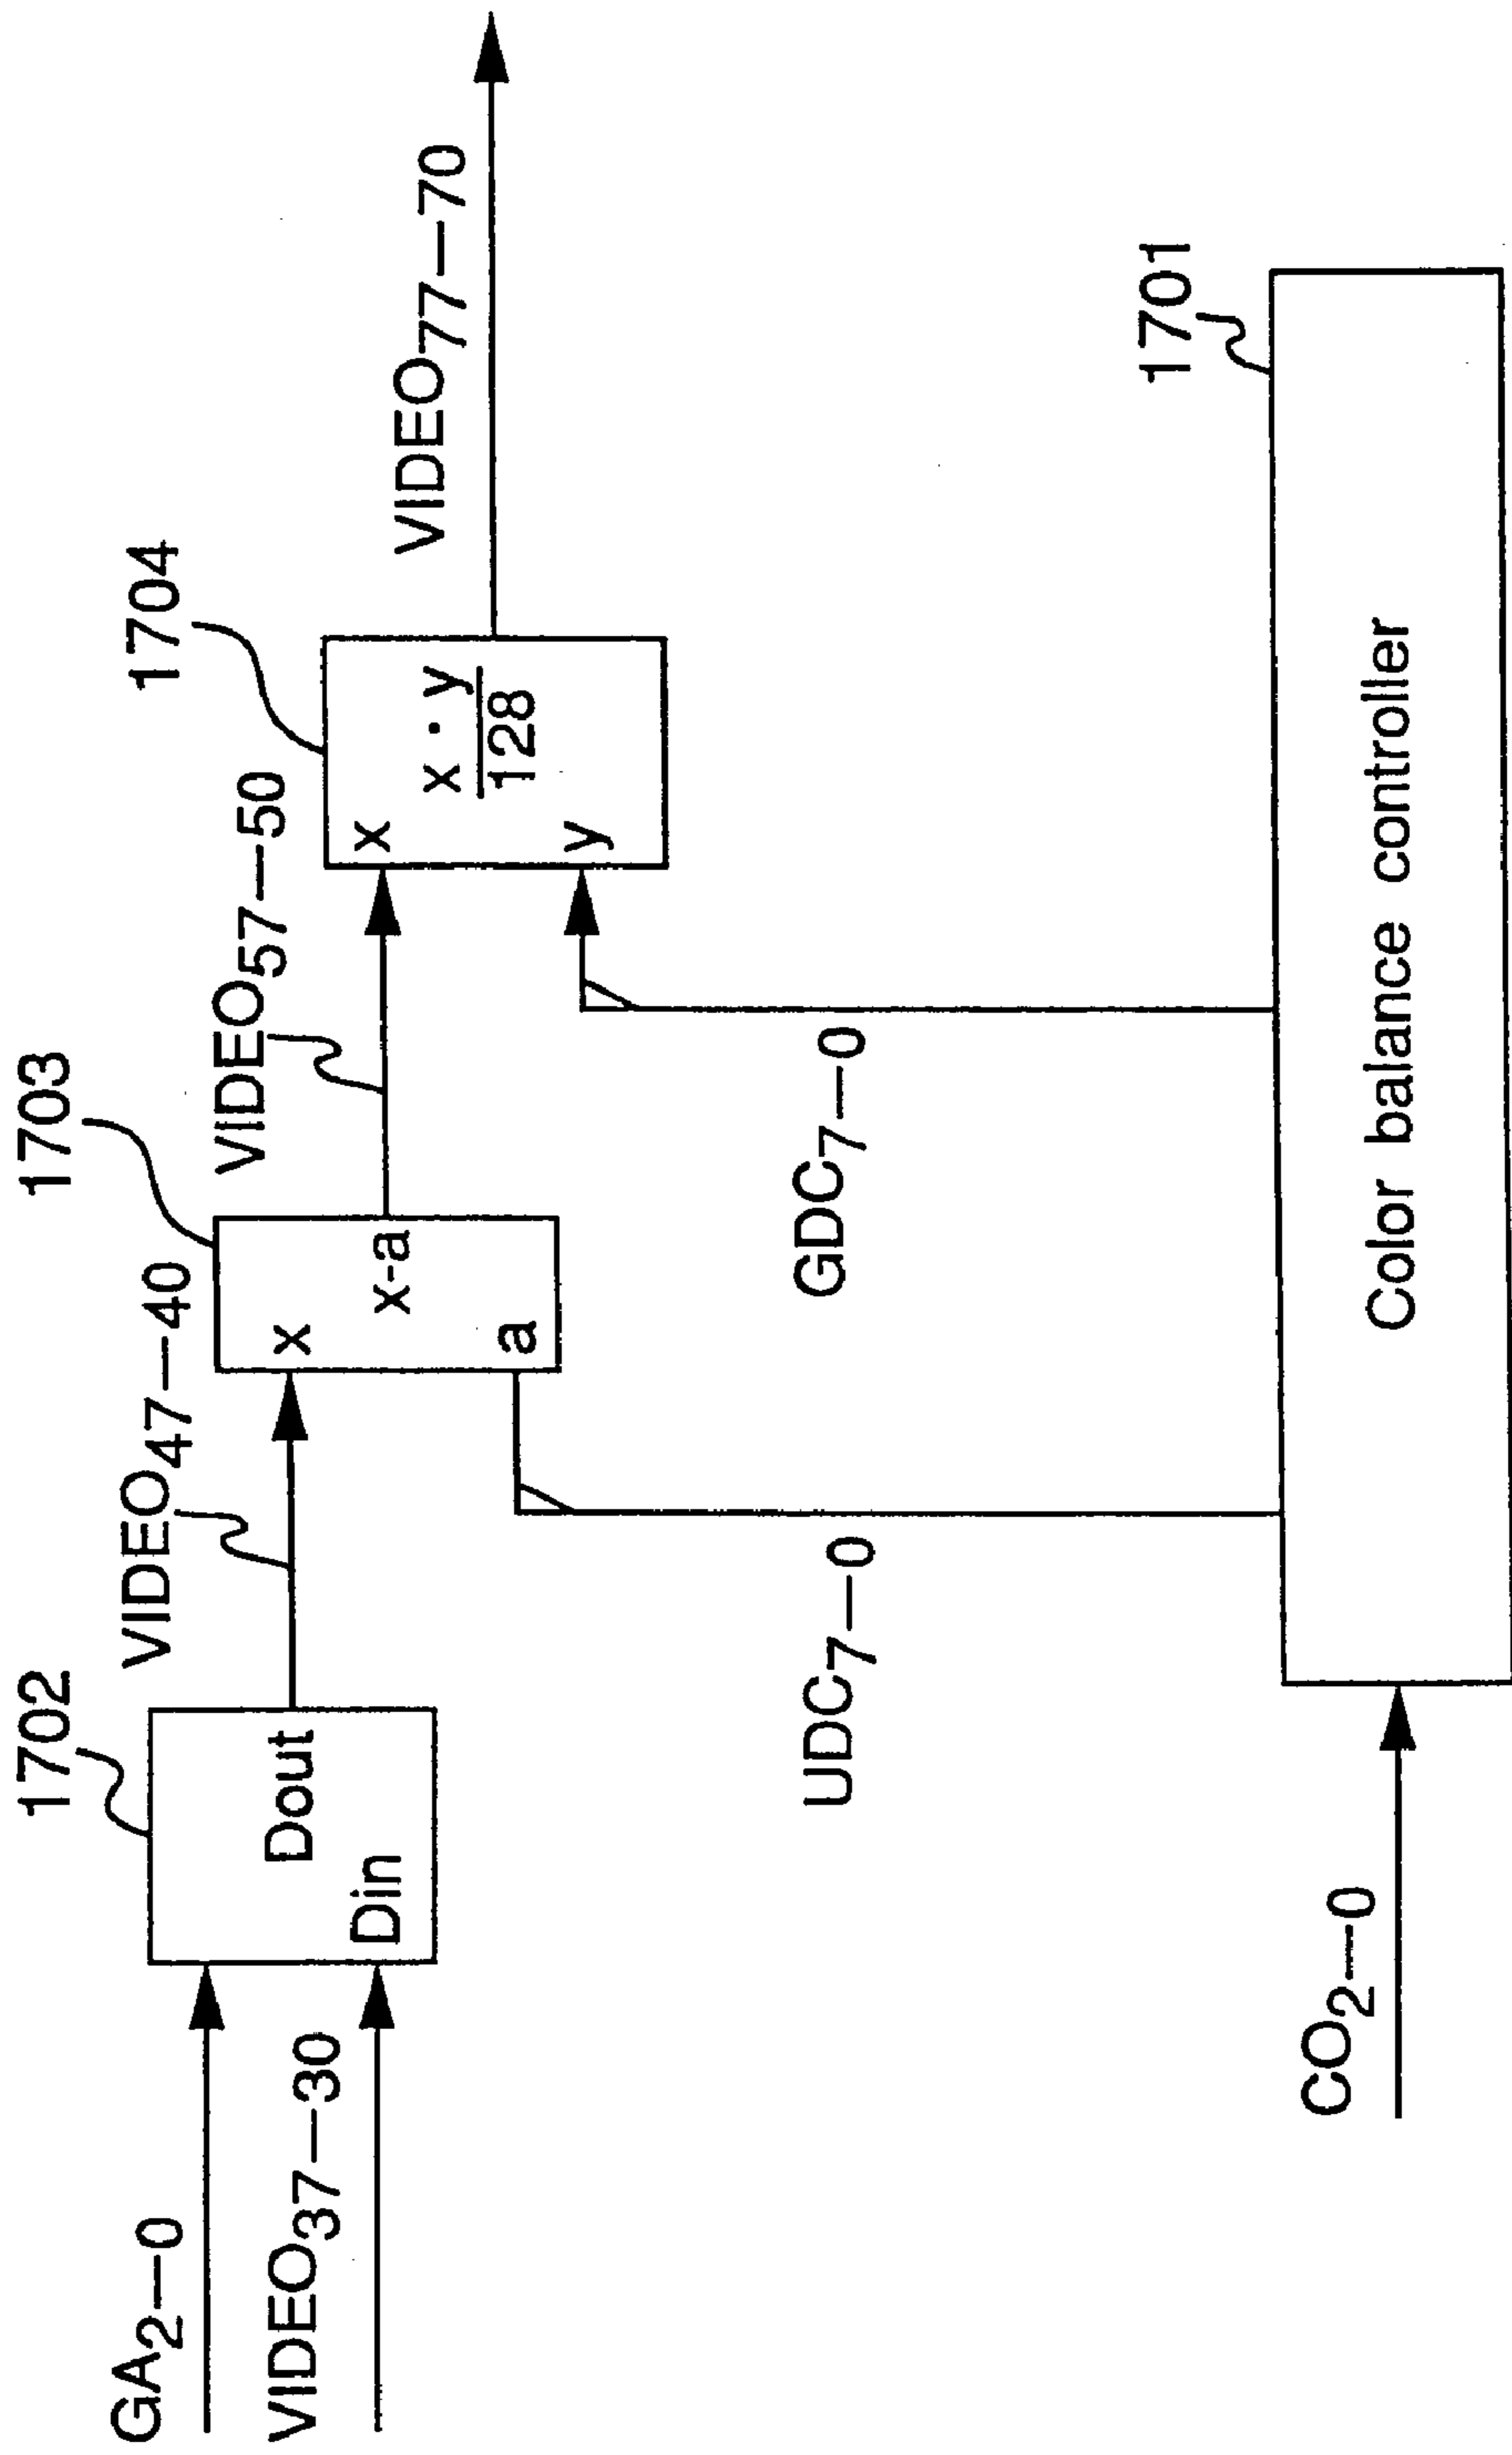 GA2—0
VIDEO37—30
1702
Dout
Din
VIDEO47—40
1703
x
x-a
a
VIDEO57—50
1704
x
x · y
128
y
VIDEO77—70
UDC7—0
GDC7—0
CO2—0
1701
Color balance controller